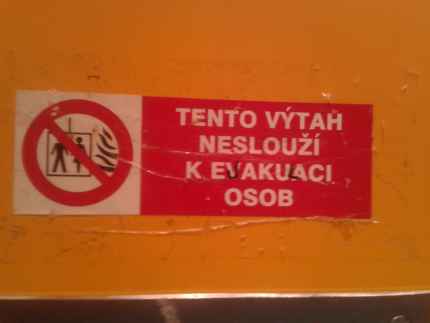 TENTO VÝTAH
NESLOUŽÍ
K EVAKUACI
OSOB